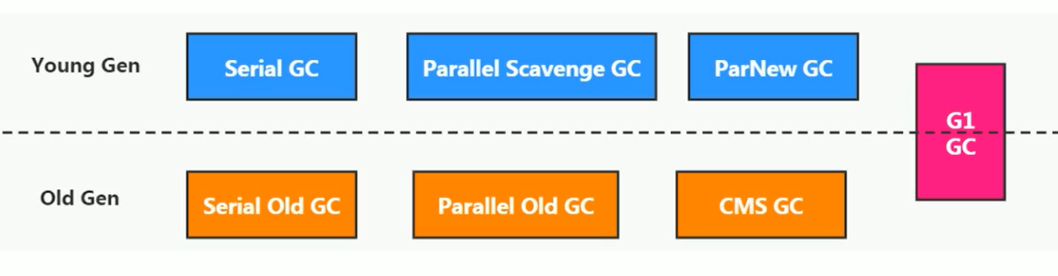 Young Gen
Serial GC
Parallel Scavenge GC
ParNew GC
G1
GC
Old Gen
Serial Old GC
Parallel Old GC
CMS GC